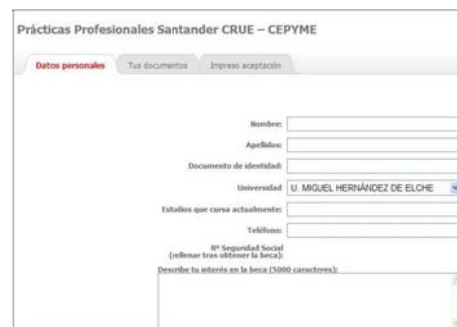 Prácticas Profesionales Santander CRUE – CEPYME
Datos personales Tus documentos Impreso aceptación
Nombre:
Apellidos:
Documento de identidad:
Universidad U. MIGUEL HERNÁNDEZ DE ELCHE
Estudios que cursa actualmente:
Teléfono:
Nº Seguridad Social
(rellenar tras obtener la beca):
Describe tu interés en la beca (5000 caracteres):